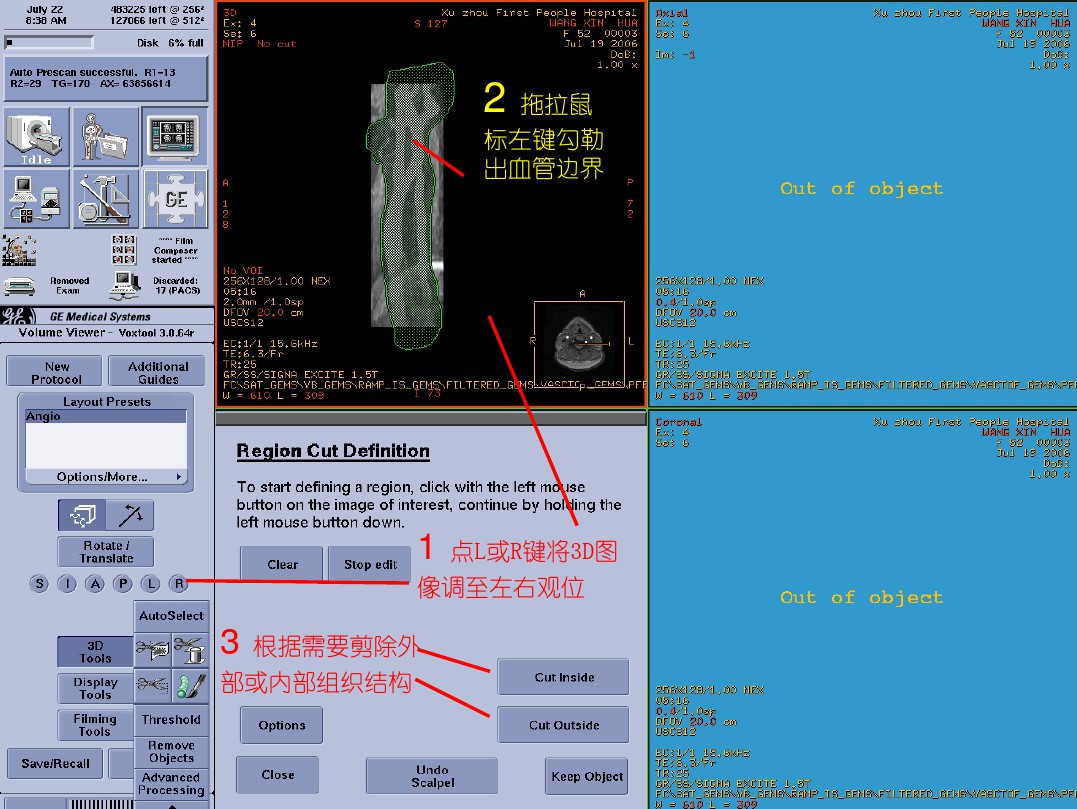 July 22
8:38 AM
483225 left @ 256²
127066 left @ 512²
Disk 6% full
Auto Prescan successful. R1-13
R2=29 TG=170 AX= 63856614
Idle
GE
Film
Composer
started
Removed
Exam
Discarded:
17 (PACS)
GE Medical Systems
Volume Viewer - Voxtool 3.0.64r
New
Protocol
Additional
Guides
Layout Presets
Angio
Options/More...
Rotate /
Translate
S I A P L R
AutoSelect
3D
Tools
Display
Tools
Filming
Tools
Threshold
Remove
Objects
Save/Recall
Advanced
Processing
3D
Ex: 4
Se: 6
MIP No cut
S 127
Xu zhou First People Hospital
WANG XIN HUA
F 52 00003
Jul 19 2006
DoB:
1.00 x
2 拖拉鼠
标左键勾勒
出血管边界
A
1
2
8
P
7
2
No VOI
256X128/1.00 NEX
05:16
2.0mm /1.0sp
DFOV 20.0 cm
USCS12
EC:1/1 15.6kHz
TE:6.3/Fr
TR:25
GR/SS/SIGNA EXCITE 1.5T
FC\SAT_GEMS\VB_GEMS\RAMP_IS_GEMS\FILTERED_GEMS\VASCTOF_GEMS\PFF
W = 610 L = 309
I 73
A
R
L
P
Region Cut Definition
To start defining a region, click with the left mouse
button on the image of interest, continue by holding the
left mouse button down.
Clear
Stop edit
1 点L或R键将3D图
像调至左右观位
3 根据需要剪除外
部或内部组织结构
Cut Inside
Options
Cut Outside
Close
Undo
Scalpel
Keep Object
Axial
Ex: 4
Se: 6
Im: -1
Xu zhou First People Hospital
WANG XIN HUA
F 52 00003
Jul 19 2006
DoB:
1.00 x
Out of object
256X128/1.00 NEX
05:16
0.4/1.0sp
DFOV 20.0 cm
USCS12
EC:1/1 15.6kHz
TE:6.3/Fr
TR:25
GR/SS/SIGNA EXCITE 1.5T
FC\SAT_GEMS\VB_GEMS\RAMP_IS_GEMS\FILTERED_GEMS\VASCTOF_GEMS\PFF
W = 610 L = 309
Coronal
Ex: 4
Se: 6
Xu zhou First People Hospital
WANG XIN HUA
F 52 00003
Jul 19 2006
DoB:
1.00 x
Out of object
256X128/1.00 NEX
05:16
0.4/1.0sp
DFOV 20.0 cm
USCS12
EC:1/1 15.6kHz
TE:6.3/Fr
TR:25
GR/SS/SIGNA EXCITE 1.5T
FC\SAT_GEMS\VB_GEMS\RAMP_IS_GEMS\FILTERED_GEMS\VASCTOF_GEMS\PFF
W = 610 L = 309